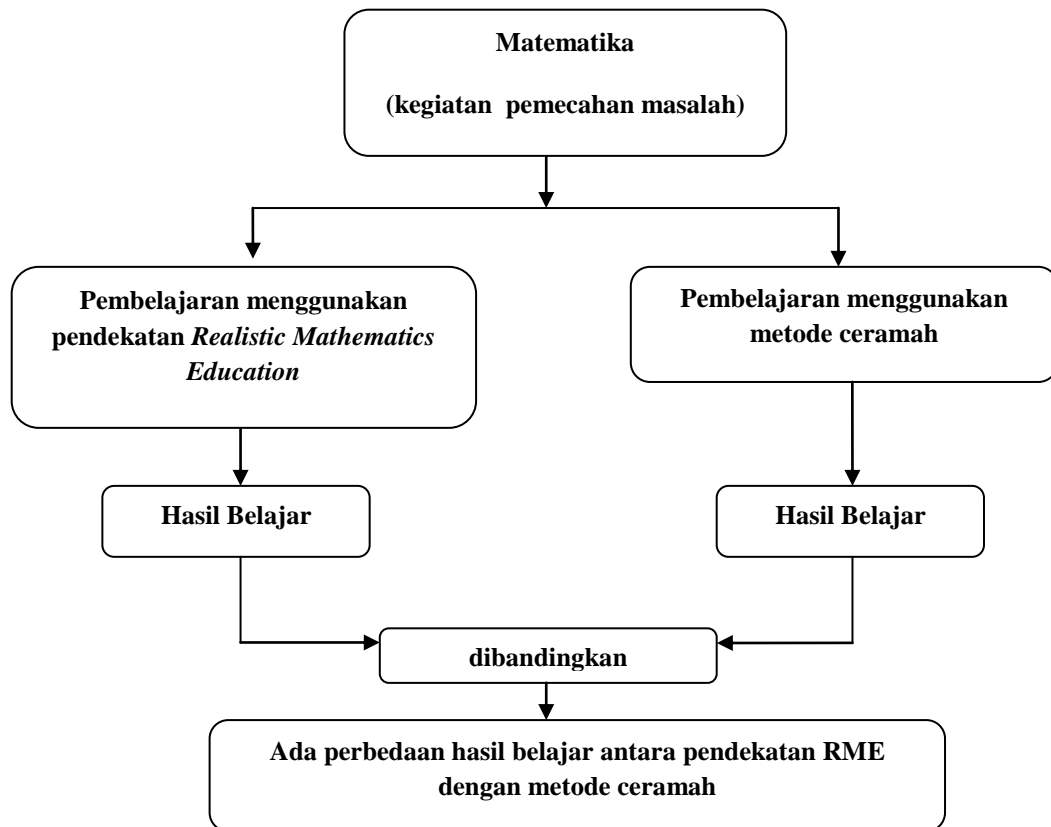 Matematika
(kegiatan pemecahan masalah)
Pembelajaran menggunakan
pendekatan Realistic Mathematics
Education
Pembelajaran menggunakan
metode ceramah
Hasil Belajar
Hasil Belajar
dibandingkan
Ada perbedaan hasil belajar antara pendekatan RME
dengan metode ceramah